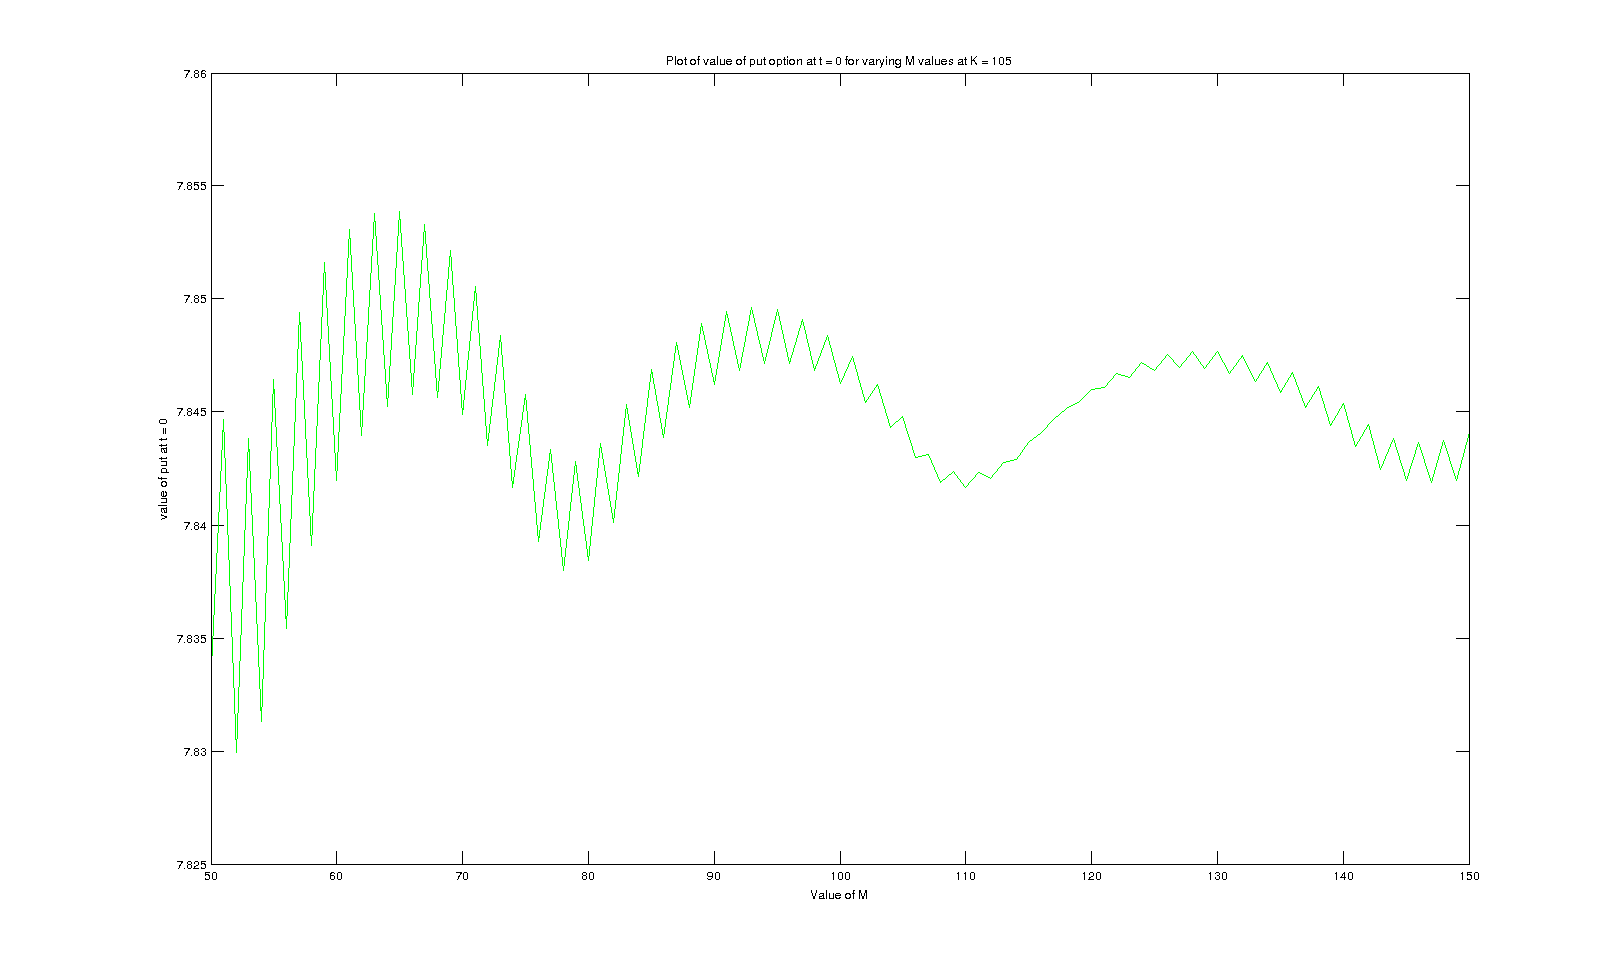 Plot of value of put option at t = 0 for varying M values at K = 105
7.86
7.855
7.85
7.845
7.84
7.835
7.83
7.825
value of put at t = 0
50 60 70 80 90 100 110 120 130 140 150
Value of M